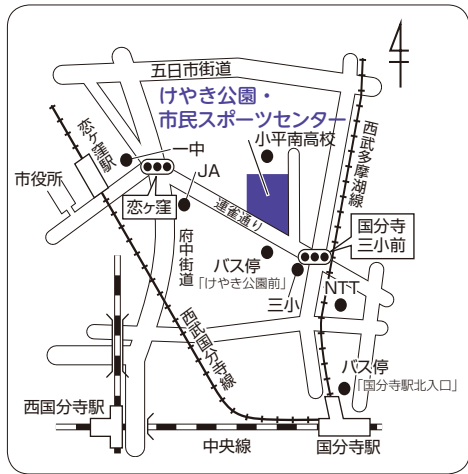 五日市街道
けやき公園・
市民スポーツセンター
小平南高校
西武多摩湖線
恋ヶ窪駅
一中
市役所
JA
恋ヶ窪
連雀通り
国分寺
三小前
府中街道
バス停
「けやき公園前」
三小
NTT
西武国分寺線
バス停
「国分寺駅北入口」
西国分寺駅
中央線
国分寺駅